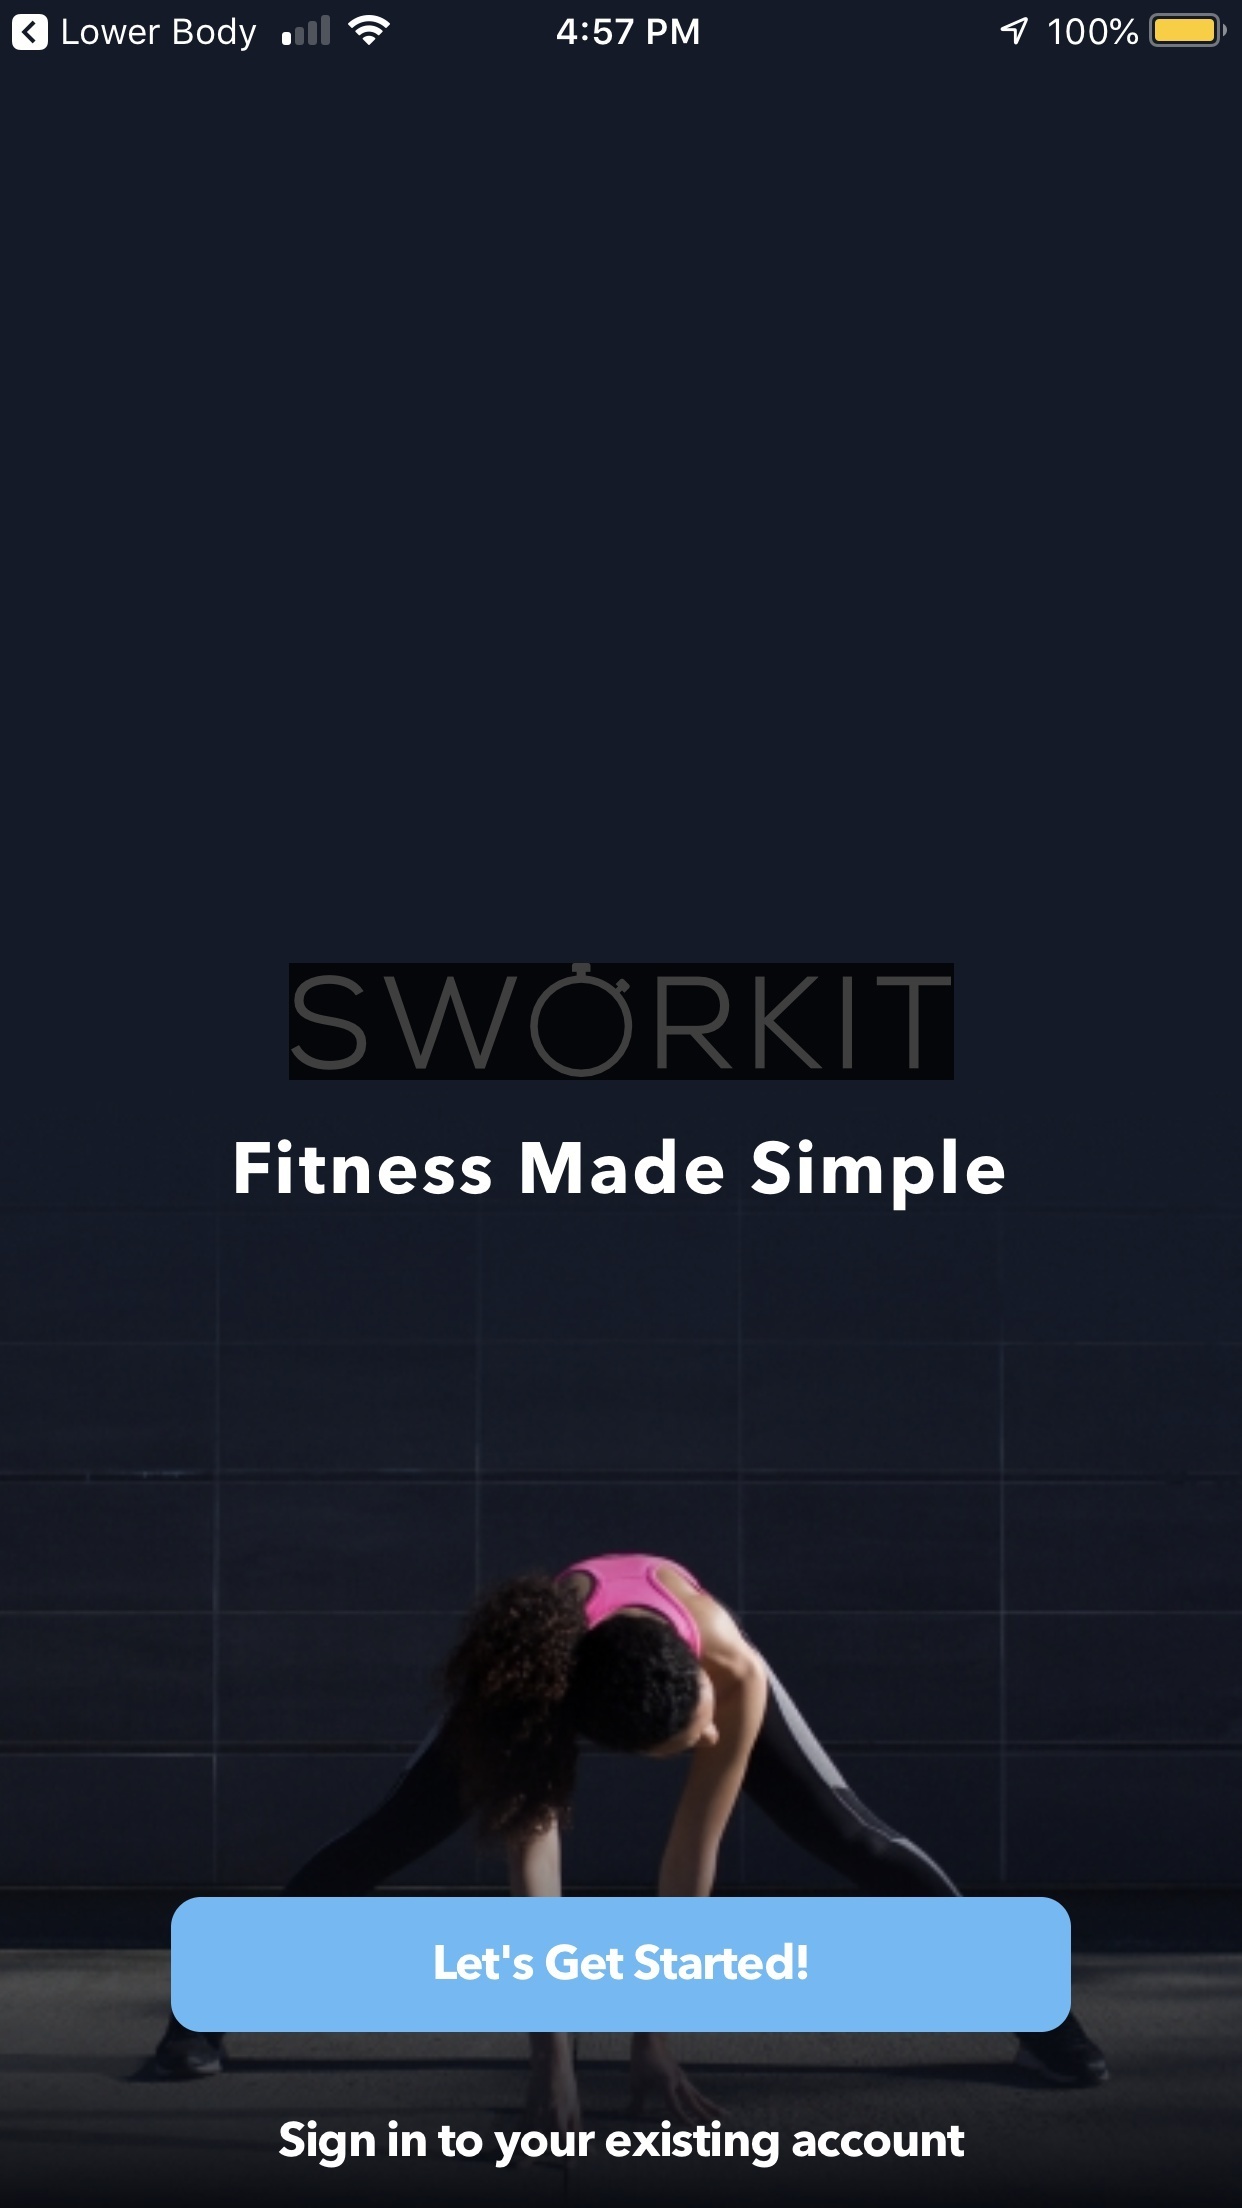 Lower Body
4:57 PM
100%
SWORKIT
Fitness Made Simple
Let's Get Started!
Sign in to your existing account